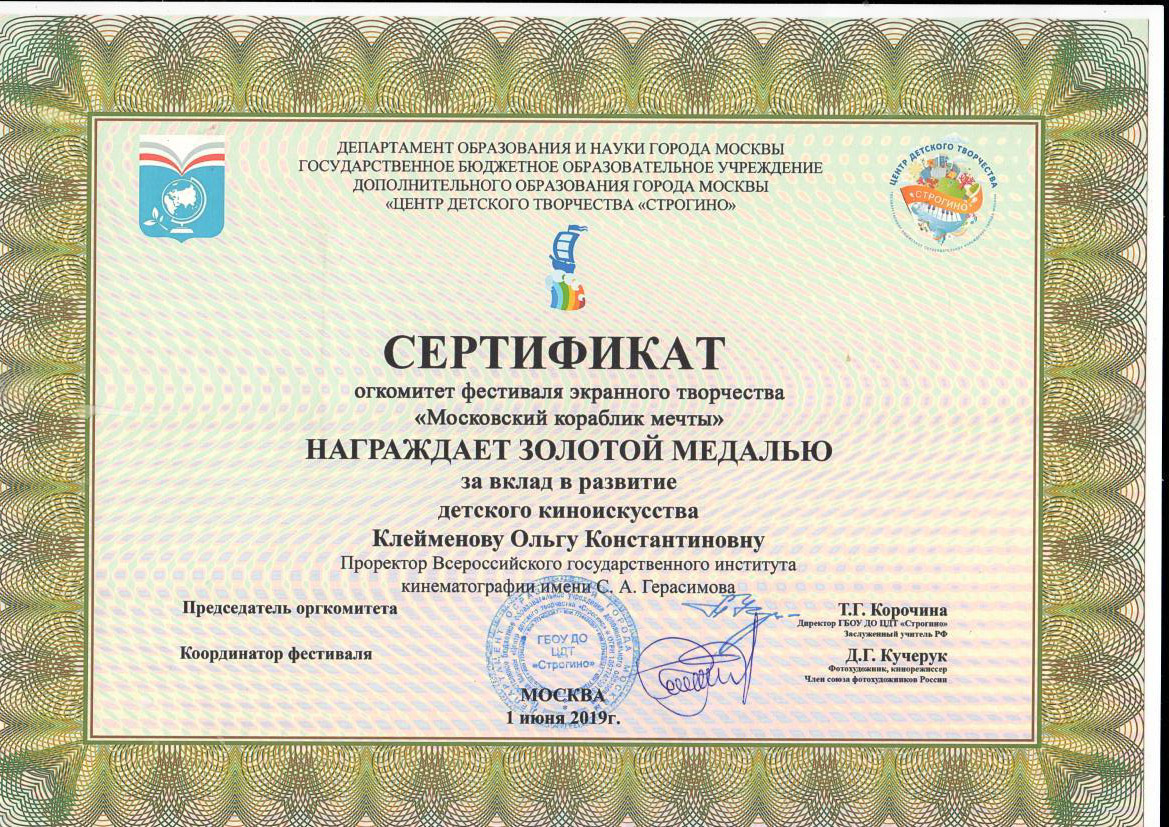 ДЕПАРТАМЕНТ ОБРАЗОВАНИЯ И НАУКИ ГОРОДА МОСКВЫ
ГОСУДАРСТВЕННОЕ БЮДЖЕТНОЕ ОБРАЗОВАТЕЛЬНОЕ УЧРЕЖДЕНИЕ
ДОПОЛНИТЕЛЬНОГО ОБРАЗОВАНИЯ ГОРОДА МОСКВЫ
«ЦЕНТР ДЕТСКОГО ТВОРЧЕСТВА «СТРОГИНО»
ЦЕНТР ДЕТСКОГО ТВОРЧЕСТВА
«СТРОГИНО»
СЕРТИФИКАТ
огкомитет фестиваля экранного творчества
«Московский кораблик мечты»
НАГРАЖДАЕТ ЗОЛОТОЙ МЕДАЛЬЮ
за вклад в развитие
детского киноискусства
Клейменову Ольгу Константиновну
Проректор Всероссийского государственного института
кинематографии имени С. А. Герасимова
Председатель оргкомитета
Т.Г. Корочина
Директор ГБОУ ДО ЦДТ «Строгино»
Заслуженный учитель РФ
Координатор фестиваля
Д.Г. Кучерук
Фотохудожник, кинорежиссер
Член союза фотохудожников России
ГБОУ ДО
ЦДТ
«Строгино»
МОСКВА
1 июня 2019г.